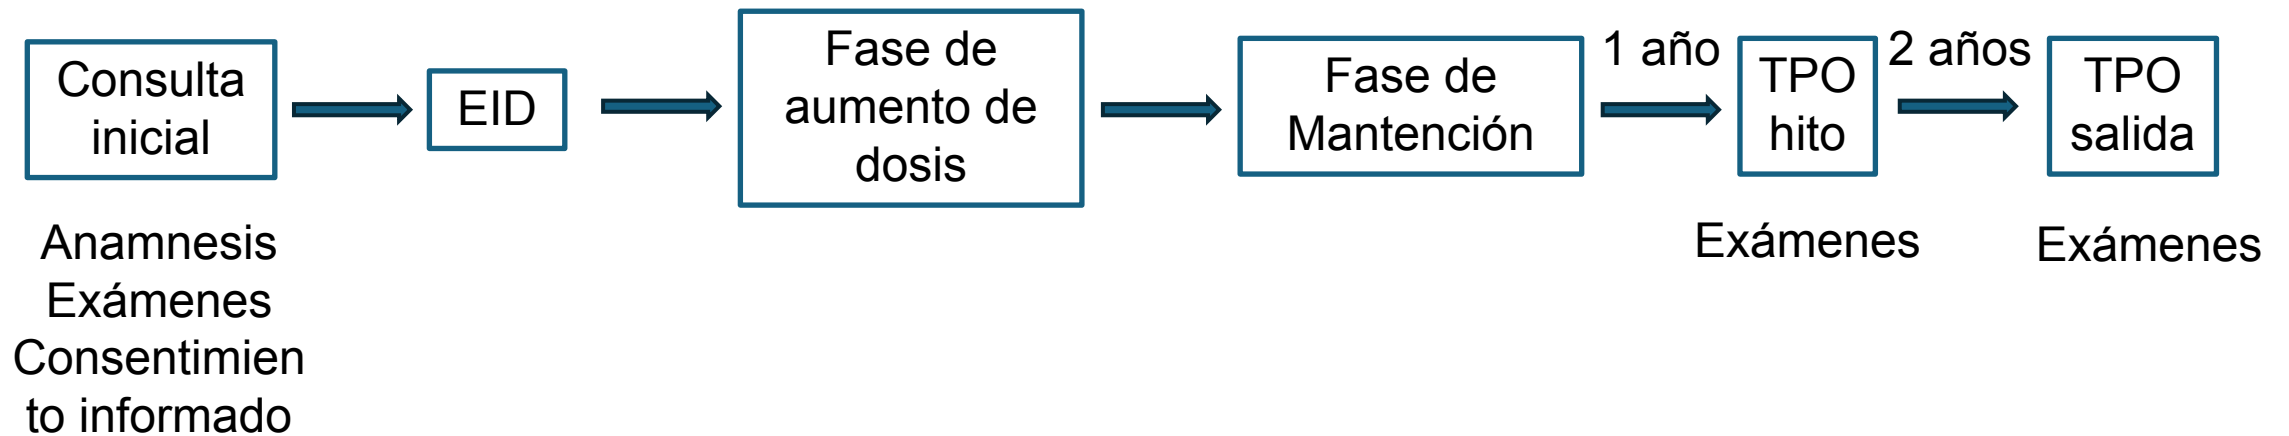 Consulta
inicial
EID
Fase de
aumento de
dosis
Fase de
Mantención
1 año
TPO
hito
2 años
TPO
salida
Anamnesis
Exámenes
Consentimien
to informado
Exámenes
Exámenes